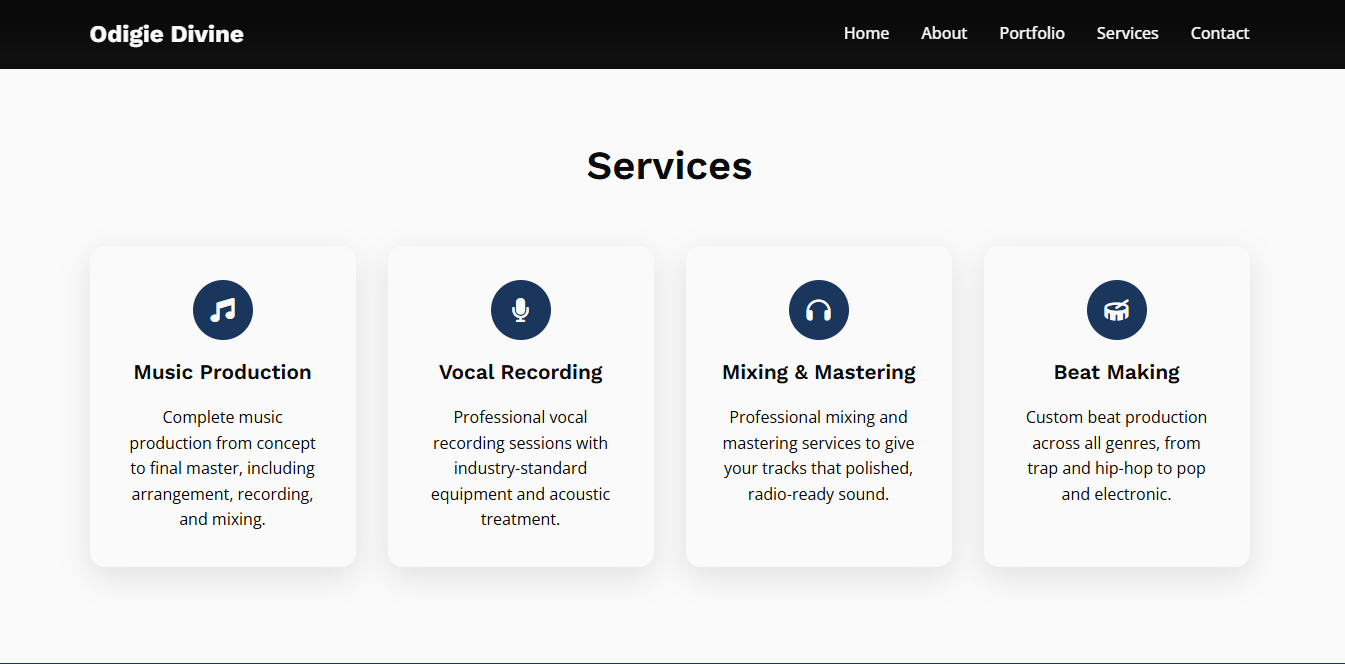 Odigie Divine
Home About Portfolio Services Contact
Services
Music Production
Complete music
production from concept
to final master, including
arrangement, recording,
and mixing.
Vocal Recording
Professional vocal
recording sessions with
industry-standard
equipment and acoustic
treatment.
Mixing & Mastering
Professional mixing and
mastering services to give
your tracks that polished,
radio-ready sound.
Beat Making
Custom beat production
across all genres, from
trap and hip-hop to pop
and electronic.